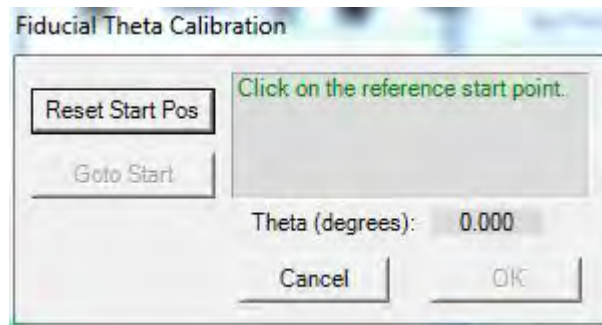 Fiducial Theta Calibration
Reset Start Pos
Click on the reference start point.
Goto Start
Theta (degrees): 0.000
Cancel
OK